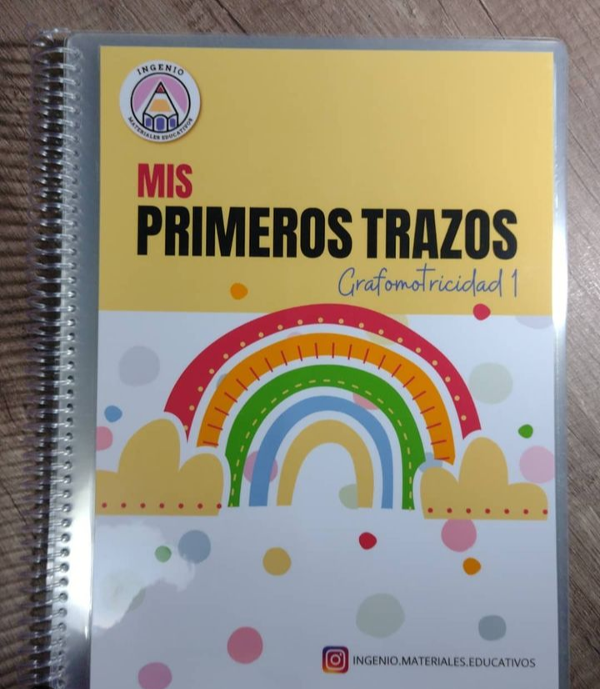 INGENIO
MATERIALES EDUCATIVOS
MIS
PRIMEROS TRAZOS
Grafomotricidad 1
INGENIO.MATERIALES.EDUCATIVOS